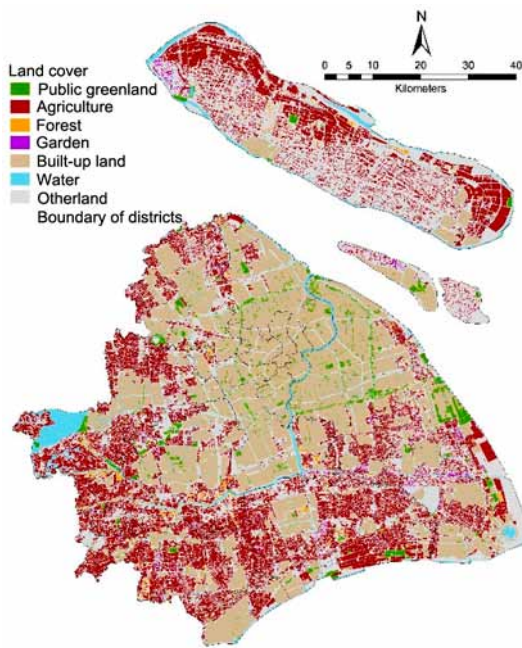 N
0 5 10 20 30 40
Kilometers
Land cover
Public greenland
Agriculture
Forest
Garden
Built-up land
Water
Otherland
Boundary of districts